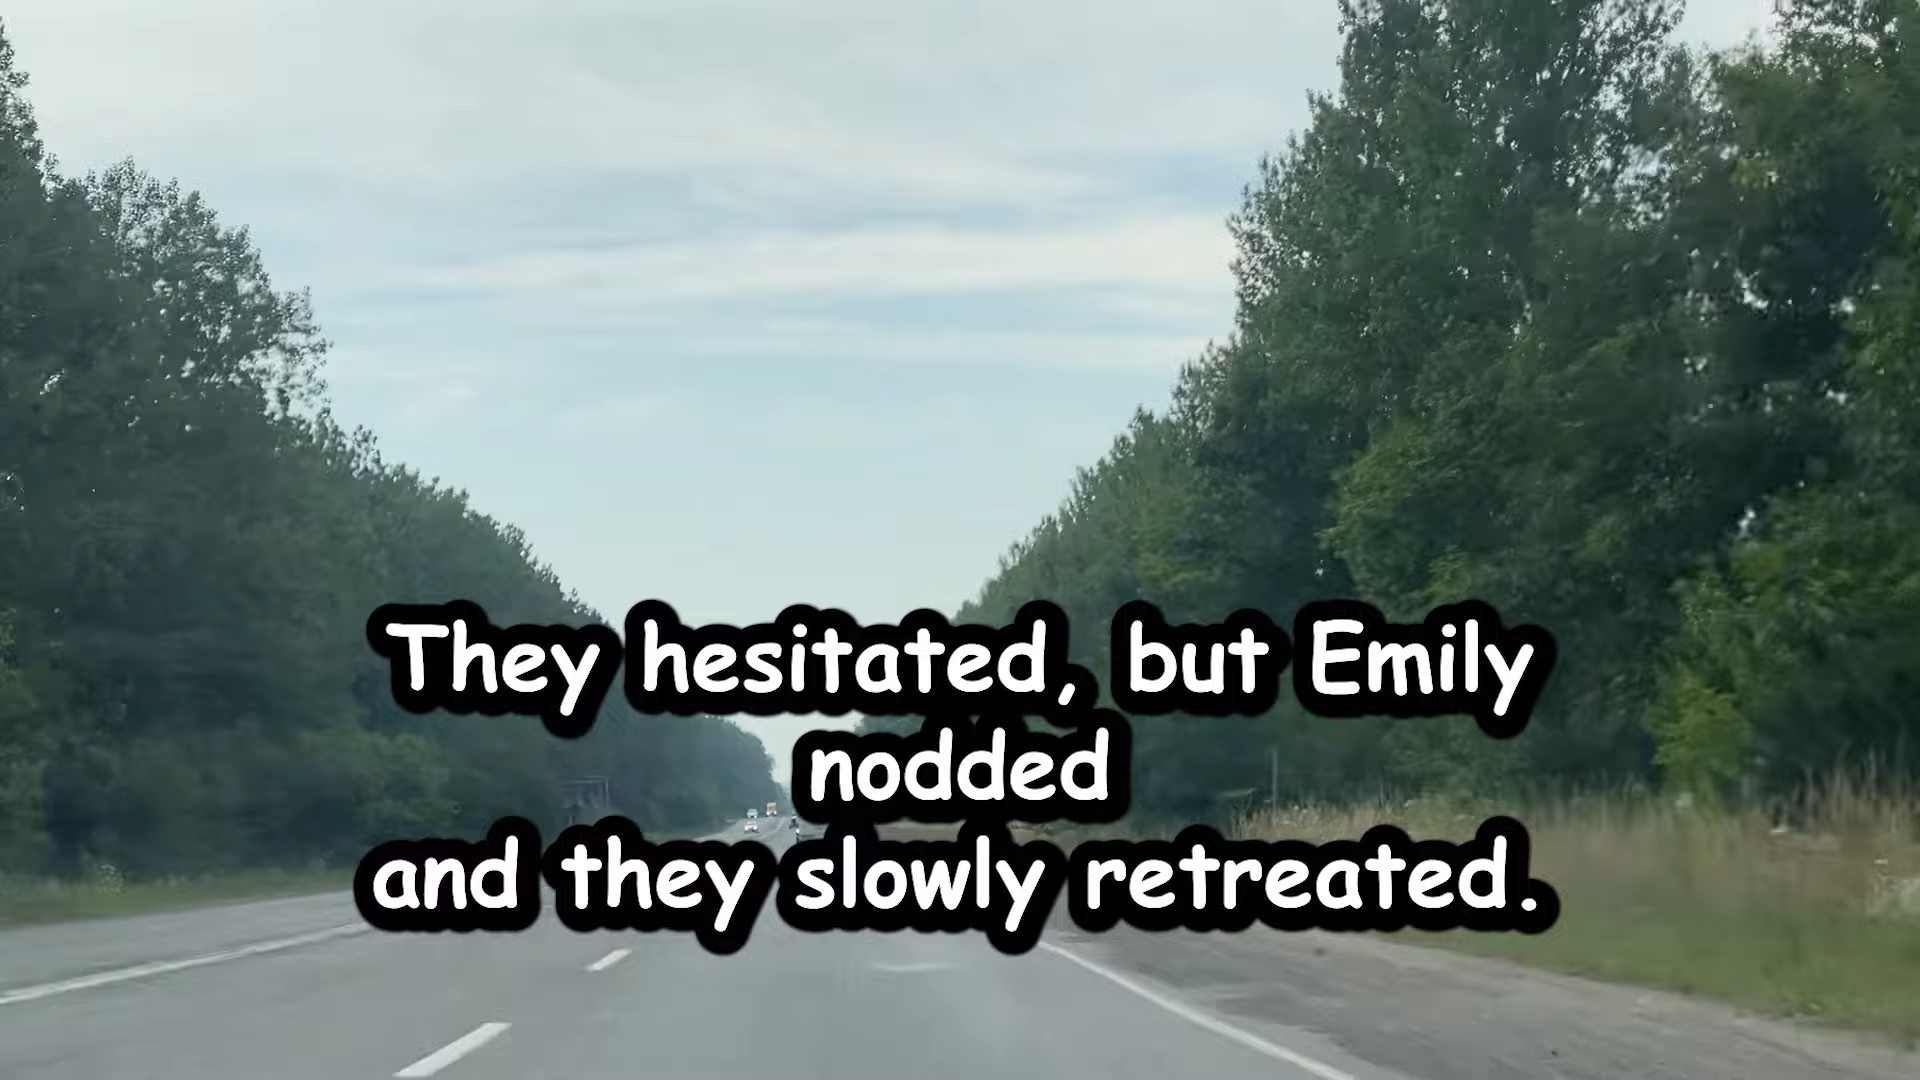 They hesitated, but Emily
nodded
and they slowly retreated.